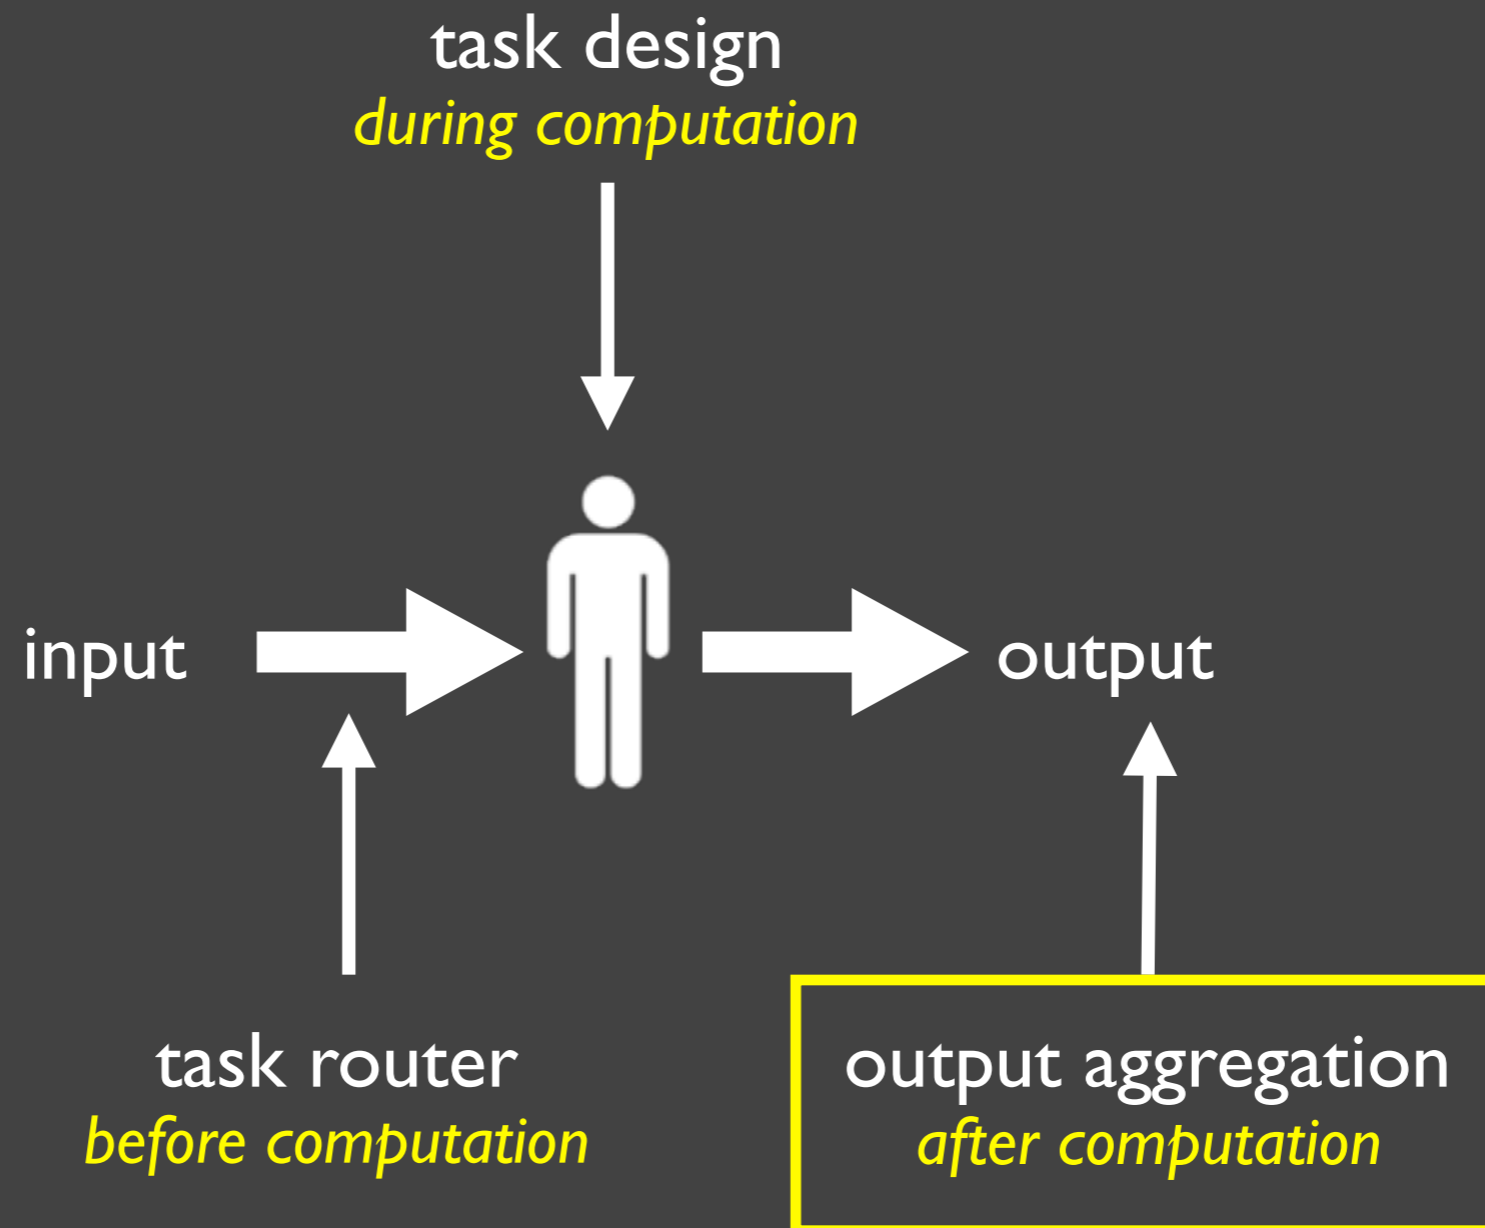 task design
during computation
input
output
task router
before computation
output aggregation
after computation